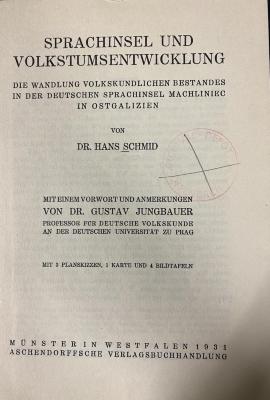 SPRACHINSEL UND
VOLKSTUMSENTWICKLUNG
DIE WANDLUNG VOLKSKUNDLICHEN BESTANDES
IN DER DEUTSCHEN SPRACHINSEL MACHLINIEC
IN OSTGALIZIEN
VON
DR. HANS SCHMID
MIT EINEM VORWORT UND ANMERKUNGEN
VON DR. GUSTAV JUNGBAUER
PROFESSOR FÜR DEUTSCHE VOLKSKUNDE
AN DER DEUTSCHEN UNIVERSITÄT ZU PRAG
MIT 3 PLANSKIZZEN, 1 KARTE UND 4 BILDTAFELN
MÜNSTER IN WESTFALEN 1931
ASCHENDORFFSCHE VERLAGSBUCHHANDLUNG